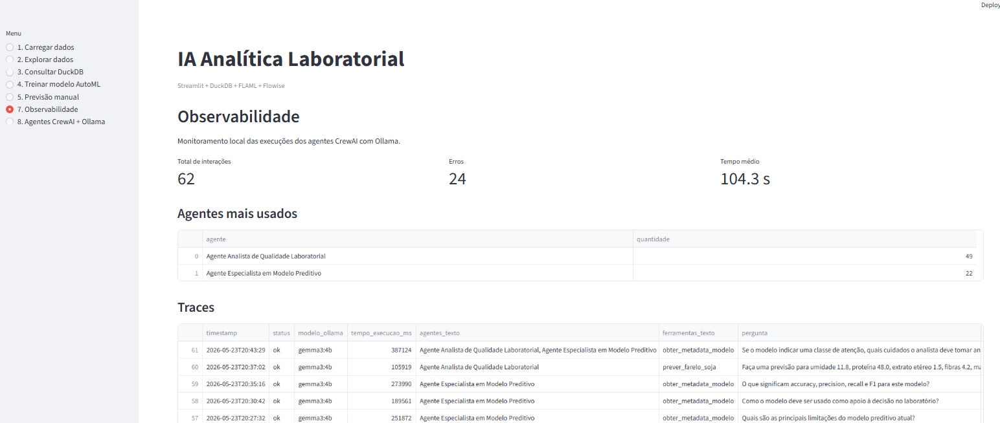 Deploy
Menu
1. Carregar dados
2. Explorar dados
3. Consultar DuckDB
4. Treinar modelo AutoML
5. Previsão manual
7. Observabilidade
8. Agentes CrewAI + Ollama
IA Analítica Laboratorial
Streamlit + DuckDB + FLAML + Flowise
Observabilidade
Monitoramento local das execuções dos agentes CrewAI com Ollama.
Total de interações Erros Tempo médio
62 24 104.3 s
Agentes mais usados
agente quantidade
0 Agente Analista de Qualidade Laboratorial 49
1 Agente Especialista em Modelo Preditivo 22
Traces
timestamp status modelo_ollama tempo_execucao_ms agentes_texto ferramentas_texto pergunta
61 2026-05-23T20:43:29 ok gemma3:4b 387124 Agente Analista de Qualidade Laboratorial, Agente Especialista em Modelo Preditivo obter_metadata_modelo Se o modelo indicar uma classe de atenção, quais cuidados o analista deve tomar an
60 2026-05-23T20:37:02 ok gemma3:4b 105919 Agente Analista de Qualidade Laboratorial prever_farelo_soja Faça uma previsão para umidade 11.8, proteína 48.0, extrato etéreo 1.5, fibras 4.2, ma
59 2026-05-23T20:35:16 ok gemma3:4b 273990 Agente Especialista em Modelo Preditivo obter_metadata_modelo O que significam accuracy, precision, recall e F1 para este modelo?
58 2026-05-23T20:30:42 ok gemma3:4b 189561 Agente Especialista em Modelo Preditivo obter_metadata_modelo Como o modelo deve ser usado como apoio à decisão no laboratório?
57 2026-05-23T20:27:32 ok gemma3:4b 251872 Agente Especialista em Modelo Preditivo obter_metadata_modelo Quais são as principais limitações do modelo preditivo atual?